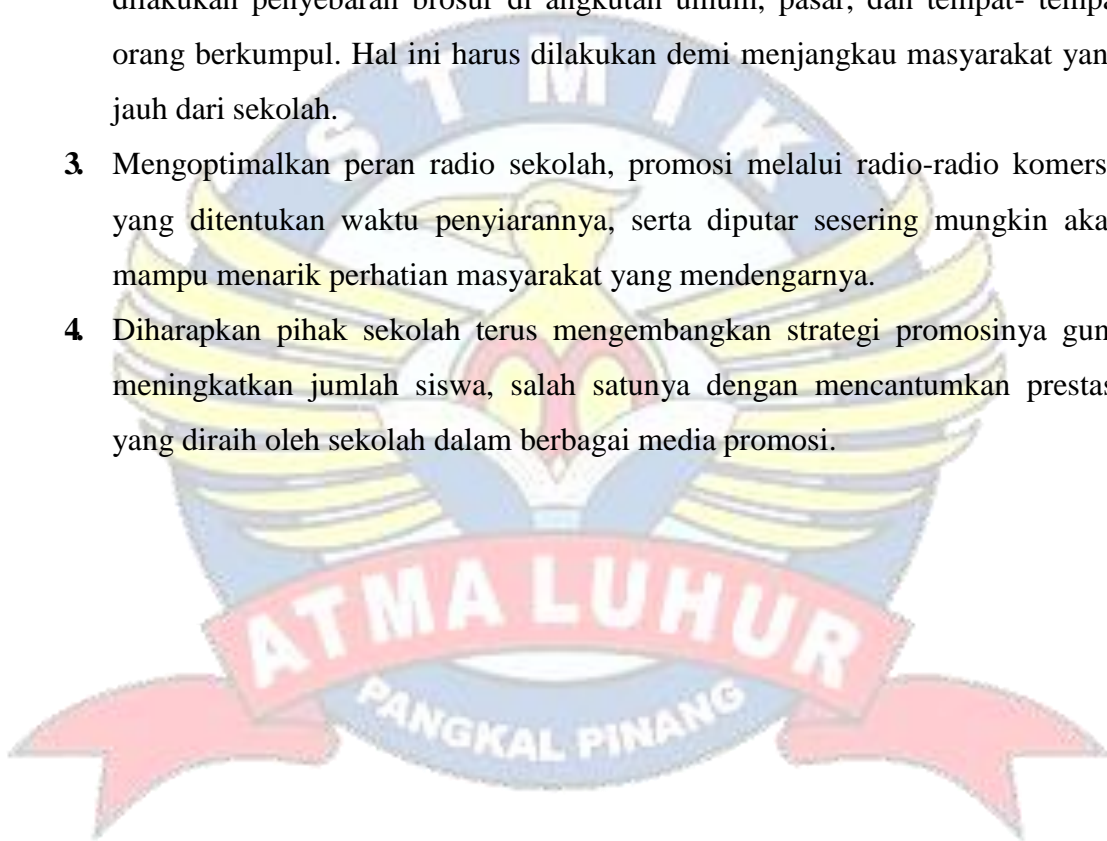 dilakukan penyebaran brosur di angkutan umum, pasar, dan tempat- tempa
orang berkumpul. Hal ini harus dilakukan demi menjangkau masyarakat yan
jauh dari sekolah.
3. Mengoptimalkan peran radio sekolah, promosi melalui radio-radio komers
yang ditentukan waktu penyiarannya, serta diputar sesering mungkin aka
mampu menarik perhatian masyarakat yang mendengarnya.
4. Diharapkan pihak sekolah terus mengembangkan strategi promosinya gun
meningkatkan jumlah siswa, salah satunya dengan mencantumkan prestas
yang diraih oleh sekolah dalam berbagai media promosi.
STMIK
ATMA LUHUR
PANGKAL PINANG